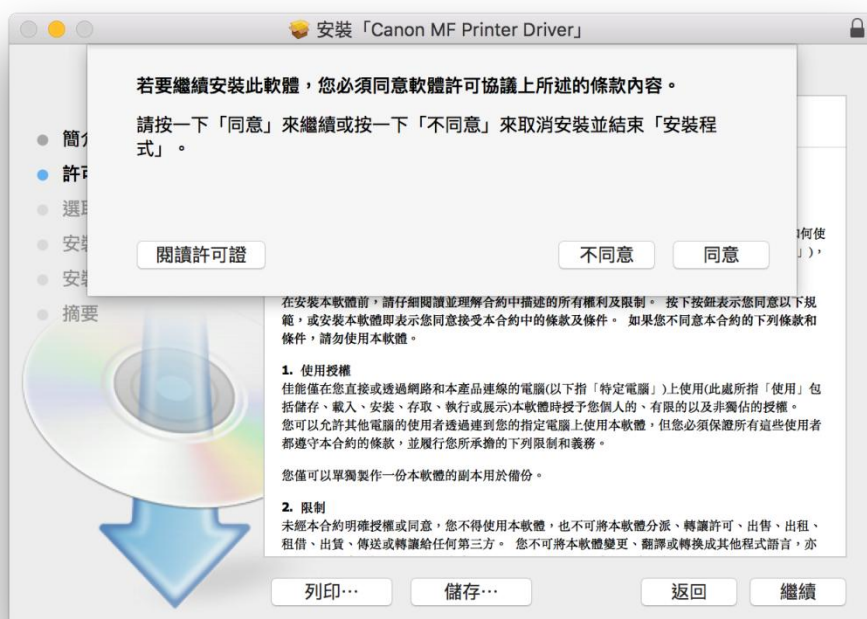 安裝「Canon MF Printer Driver」
若要繼續安裝此軟體，您必須同意軟體許可協議上所述的條款內容。
請按一下「同意」來繼續或按一下「不同意」來取消安裝並結束「安裝程
式」。
閱讀許可證
不同意
同意
簡
許
選
安
安
摘要
何使
」)，
在安裝本軟體前，請仔細閱讀並理解合約中描述的所有權利及限制。 按下按鈕表示您同意以下規
範，或安裝本軟體即表示您同意接受本合約中的條款及條件。 如果您不同意本合約的下列條款和
條件，請勿使用本軟體。
1. 使用授權
佳能僅在您直接或透過網路和本產品連線的電腦(以下指「特定電腦」)上使用(此處所指「使用」包
括儲存、載入、安裝、存取、執行或展示)本軟體時授予您個人的、有限的以及非獨佔的授權。
您可以允許其他電腦的使用者透過連到您的指定電腦上使用本軟體，但您必須保證所有這些使用者
都遵守本合約的條款，並履行您所承擔的下列限制和義務。
您僅可以單獨製作一份本軟體的副本用於備份。
2. 限制
未經本合約明確授權或同意，您不得使用本軟體，也不可將本軟體分派、轉讓許可、出售、出租、
租借、出賃、傳送或轉讓給任何第三方。 您不可將本軟體變更、翻譯或轉換成其他程式語言，亦
列印⋯
儲存⋯
返回
繼續